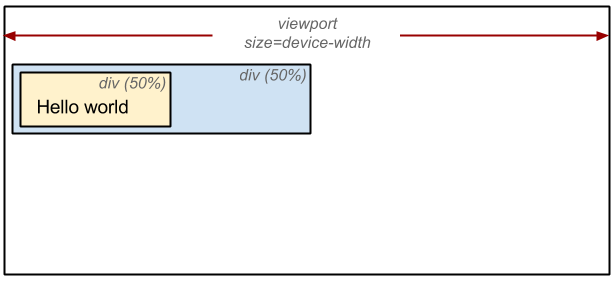 viewport
size=device-width
div (50%)
div (50%)
Hello world